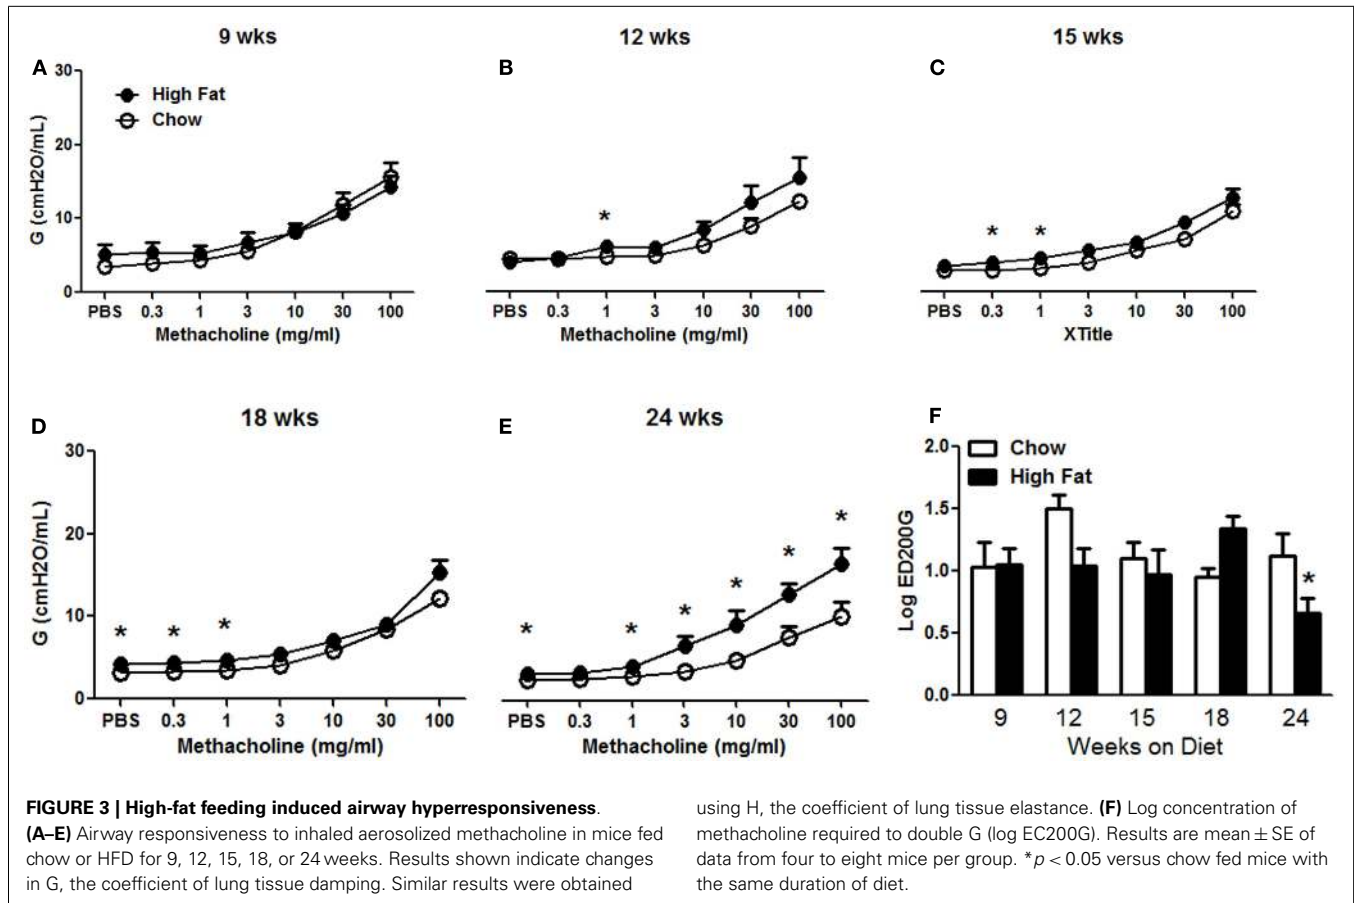 9 wks
A
30
20
10
0
G (cmH2O/mL)
High Fat
Chow
PBS 0.3 1 3 10 30 100
Methacholine (mg/ml)
12 wks
B
*
PBS 0.3 1 3 10 30 100
Methacholine (mg/ml)
15 wks
C
* *
PBS 0.3 1 3 10 30 100
XTitle
18 wks
D
30
20
10
0
G (cmH2O/mL)
* * *
PBS 0.3 1 3 10 30 100
Methacholine (mg/ml)
24 wks
E
* * * * * *
PBS 0.3 1 3 10 30 100
Methacholine (mg/ml)
F
2.0
1.5
1.0
0.5
0.0
Log ED200G
Chow
High Fat
*
9 12 15 18 24
Weeks on Diet
FIGURE 3 | High-fat feeding induced airway hyperresponsiveness.
(A–E) Airway responsiveness to inhaled aerosolized methacholine in mice fed
chow or HFD for 9, 12, 15, 18, or 24 weeks. Results shown indicate changes
in G, the coefficient of lung tissue damping. Similar results were obtained
using H, the coefficient of lung tissue elastance. (F) Log concentration of
methacholine required to double G (log EC200G). Results are mean ± SE of
data from four to eight mice per group. *p < 0.05 versus chow fed mice with
the same duration of diet.